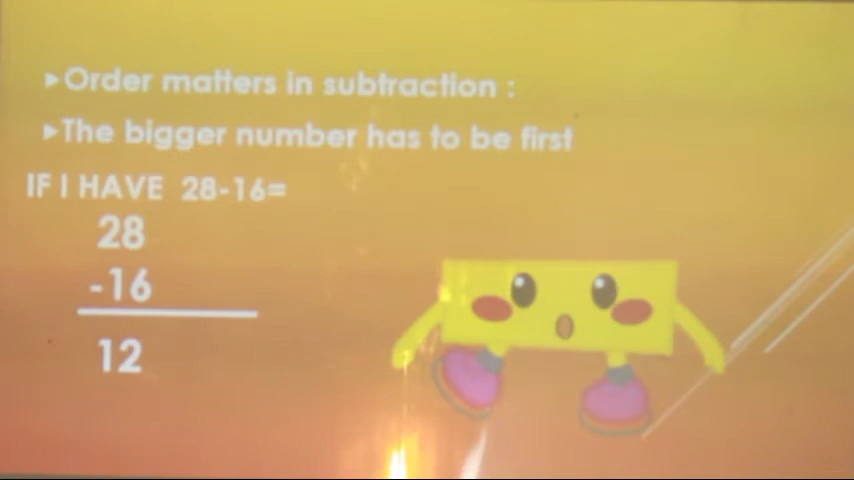 ▸Order matters in subtraction :
▸The bigger number has to be first
IF I HAVE 28-16=
28
-16
12